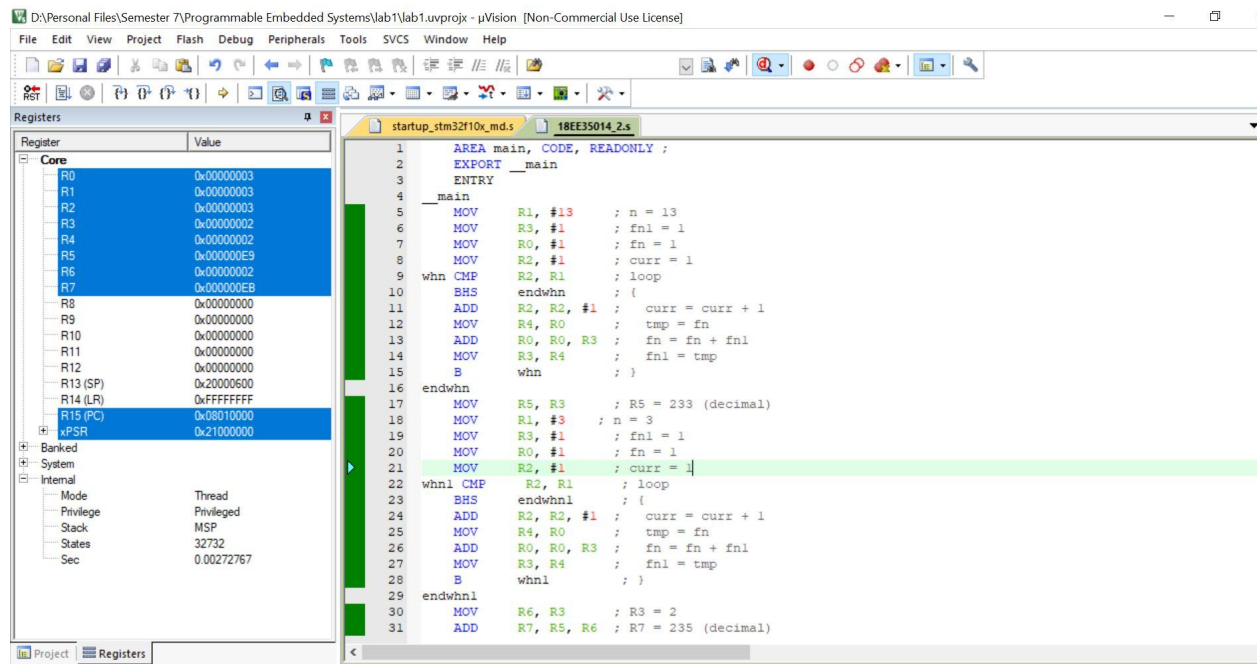 D:\Personal Files\Semester 7\Programmable Embedded Systems\lab1\lab1.uvprojx - µVision [Non-Commercial Use License]
File Edit View Project Flash Debug Peripherals Tools SVCS Window Help
RST
Registers
Register Value
Core
R0 0x00000003
R1 0x00000003
R2 0x00000003
R3 0x00000002
R4 0x00000002
R5 0x000000E9
R6 0x00000002
R7 0x000000EB
R8 0x00000000
R9 0x00000000
R10 0x00000000
R11 0x00000000
R12 0x00000000
R13 (SP) 0x20000600
R14 (LR) 0xFFFFFFFF
R15 (PC) 0x08010000
xPSR 0x21000000
Banked
System
Internal
Mode Thread
Privilege Privileged
Stack MSP
States 32732
Sec 0.00272767
Project Registers
startup_stm32f10x_md.s 18EE35014_2.s
1 AREA main, CODE, READONLY ;
2 EXPORT __main
3 ENTRY
4 __main
5 MOV R1, #13 ; n = 13
6 MOV R3, #1 ; fn1 = 1
7 MOV R0, #1 ; fn = 1
8 MOV R2, #1 ; curr = 1
9 whn CMP R2, R1 ; loop
10 BHS endwhn ; {
11 ADD R2, R2, #1 ; curr = curr + 1
12 MOV R4, R0 ; tmp = fn
13 ADD R0, R0, R3 ; fn = fn + fn1
14 MOV R3, R4 ; fn1 = tmp
15 B whn ; }
16 endwhn
17 MOV R5, R3 ; R5 = 233 (decimal)
18 MOV R1, #3 ; n = 3
19 MOV R3, #1 ; fn1 = 1
20 MOV R0, #1 ; fn = 1
21 MOV R2, #1 ; curr = 1
22 whn1 CMP R2, R1 ; loop
23 BHS endwhn1 ; {
24 ADD R2, R2, #1 ; curr = curr + 1
25 MOV R4, R0 ; tmp = fn
26 ADD R0, R0, R3 ; fn = fn + fn1
27 MOV R3, R4 ; fn1 = tmp
28 B whn1 ; }
29 endwhn1
30 MOV R6, R3 ; R3 = 2
31 ADD R7, R5, R6 ; R7 = 235 (decimal)